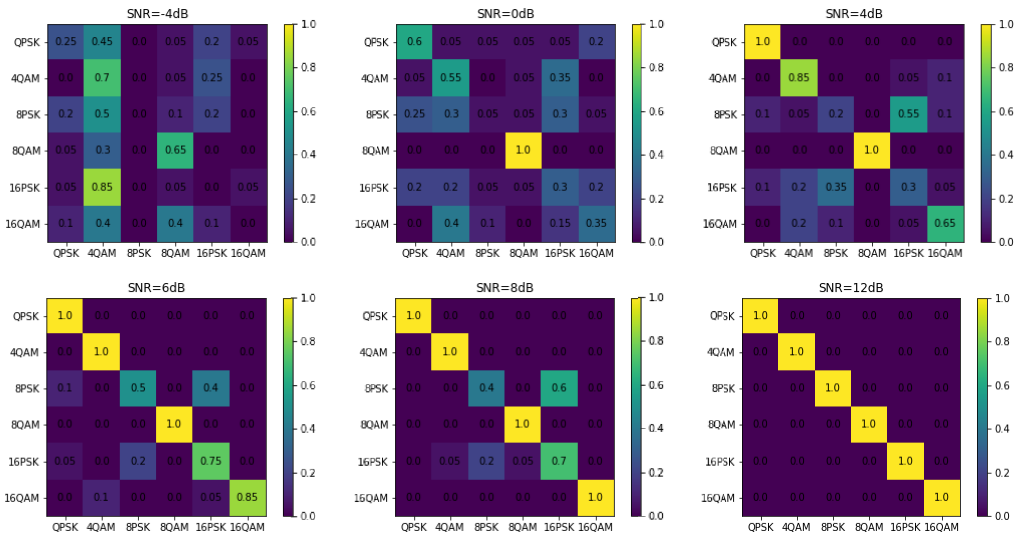 SNR=-4dB
QPSK 0.25 0.45 0.0 0.05 0.2 0.05
4QAM 0.0 0.7 0.0 0.05 0.25 0.0
8PSK 0.2 0.5 0.0 0.1 0.2 0.0
8QAM 0.05 0.3 0.0 0.65 0.0 0.0
16PSK 0.05 0.85 0.0 0.05 0.0 0.05
16QAM 0.1 0.4 0.0 0.4 0.1 0.0
QPSK 4QAM 8PSK 8QAM 16PSK 16QAM
1.0
0.8
0.6
0.4
0.2
0.0
SNR=0dB
QPSK 0.6 0.05 0.05 0.05 0.05 0.2
4QAM 0.05 0.55 0.0 0.05 0.35 0.0
8PSK 0.25 0.3 0.05 0.05 0.3 0.05
8QAM 0.0 0.0 0.0 1.0 0.0 0.0
16PSK 0.2 0.2 0.05 0.05 0.3 0.2
16QAM 0.0 0.4 0.1 0.0 0.15 0.35
QPSK 4QAM 8PSK 8QAM 16PSK 16QAM
1.0
0.8
0.6
0.4
0.2
0.0
SNR=4dB
QPSK 1.0 0.0 0.0 0.0 0.0 0.0
4QAM 0.0 0.85 0.0 0.0 0.05 0.1
8PSK 0.1 0.05 0.2 0.0 0.55 0.1
8QAM 0.0 0.0 0.0 1.0 0.0 0.0
16PSK 0.1 0.2 0.35 0.0 0.3 0.05
16QAM 0.0 0.2 0.1 0.0 0.05 0.65
QPSK 4QAM 8PSK 8QAM 16PSK 16QAM
1.0
0.8
0.6
0.4
0.2
0.0
SNR=6dB
QPSK 1.0 0.0 0.0 0.0 0.0 0.0
4QAM 0.0 1.0 0.0 0.0 0.0 0.0
8PSK 0.1 0.0 0.5 0.0 0.4 0.0
8QAM 0.0 0.0 0.0 1.0 0.0 0.0
16PSK 0.05 0.0 0.2 0.0 0.75 0.0
16QAM 0.0 0.1 0.0 0.0 0.05 0.85
QPSK 4QAM 8PSK 8QAM 16PSK 16QAM
1.0
0.8
0.6
0.4
0.2
0.0
SNR=8dB
QPSK 1.0 0.0 0.0 0.0 0.0 0.0
4QAM 0.0 1.0 0.0 0.0 0.0 0.0
8PSK 0.0 0.0 0.4 0.0 0.6 0.0
8QAM 0.0 0.0 0.0 1.0 0.0 0.0
16PSK 0.0 0.05 0.2 0.05 0.7 0.0
16QAM 0.0 0.0 0.0 0.0 0.0 1.0
QPSK 4QAM 8PSK 8QAM 16PSK 16QAM
1.0
0.8
0.6
0.4
0.2
0.0
SNR=12dB
QPSK 1.0 0.0 0.0 0.0 0.0 0.0
4QAM 0.0 1.0 0.0 0.0 0.0 0.0
8PSK 0.0 0.0 1.0 0.0 0.0 0.0
8QAM 0.0 0.0 0.0 1.0 0.0 0.0
16PSK 0.0 0.0 0.0 0.0 1.0 0.0
16QAM 0.0 0.0 0.0 0.0 0.0 1.0
QPSK 4QAM 8PSK 8QAM 16PSK 16QAM
1.0
0.8
0.6
0.4
0.2
0.0